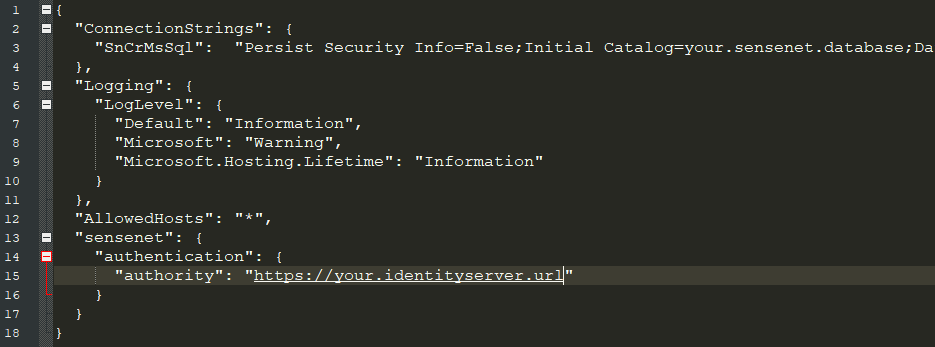 1 {
2 "ConnectionStrings": {
3 "SnCrMsSql":  "Persist Security Info=False;Initial Catalog=your.sensenet.database;Da
4 },
5 "Logging": {
6 "LogLevel": {
7 "Default": "Information",
8 "Microsoft": "Warning",
9 "Microsoft.Hosting.Lifetime": "Information"
10 }
11 },
12 "AllowedHosts": "*",
13 "sensenet": {
14 "authentication": {
15 "authority": "https://your.identityserver.url"
16 }
17 }
18 }